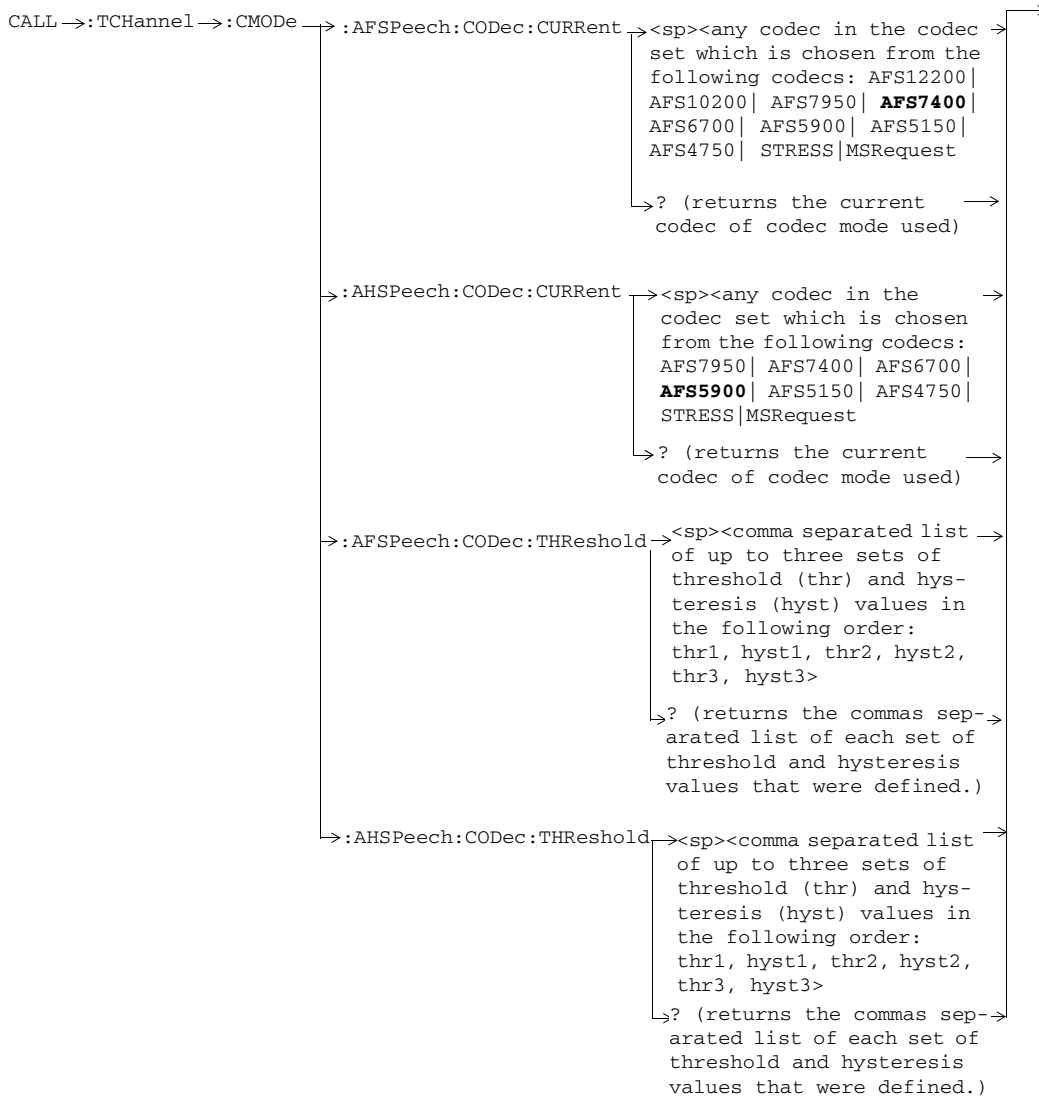 CALL :TCHannel :CMODe :AFSPeech:CODec:CURRent <sp><any codec in the codec
set which is chosen from the
following codecs: AFS12200|
AFS10200| AFS7950| AFS7400|
AFS6700| AFS5900| AFS5150|
AFS4750| STRESS|MSRequest
? (returns the current
codec of codec mode used)
:AHSPeech:CODec:CURRent <sp><any codec in the
codec set which is chosen
from the following codecs:
AFS7950| AFS7400| AFS6700|
AFS5900| AFS5150| AFS4750|
STRESS|MSRequest
? (returns the current
codec of codec mode used)
:AFSPeech:CODec:THReshold <sp><comma separated list
of up to three sets of
threshold (thr) and hys-
teresis (hyst) values in
the following order:
thr1, hyst1, thr2, hyst2,
thr3, hyst3>
? (returns the commas sep-
arated list of each set of
threshold and hysteresis
values that were defined.)
:AHSPeech:CODec:THReshold <sp><comma separated list
of up to three sets of
threshold (thr) and hys-
teresis (hyst) values in
the following order:
thr1, hyst1, thr2, hyst2,
thr3, hyst3>
? (returns the commas sep-
arated list of each set of
threshold and hysteresis
values that were defined.)